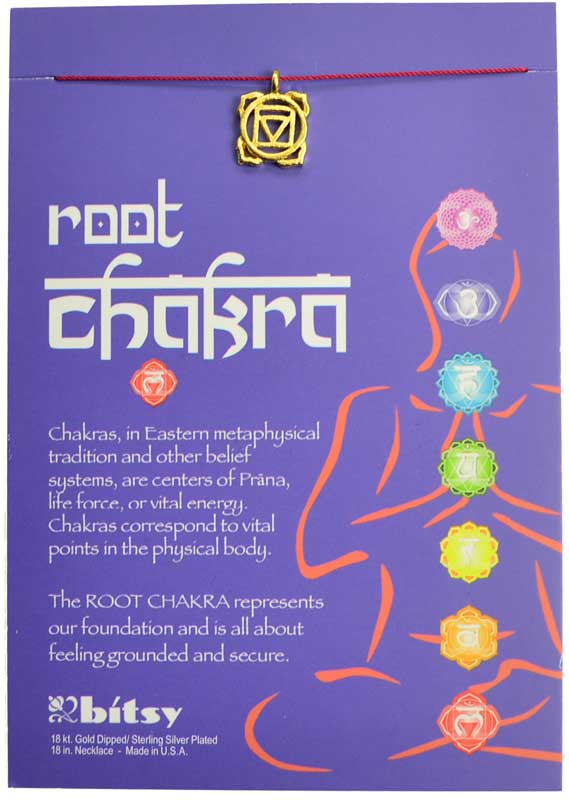 root
chakra
Chakras, in Eastern metaphysical
tradition and other belief
systems, are centers of Prāna,
life force, or vital energy.
Chakras correspond to vital
points in the physical body.
The ROOT CHAKRA represents
our foundation and is all about
feeling grounded and secure.
bitsy
18 kt. Gold Dipped/ Sterling Silver Plated
18 in. Necklace - Made in U.S.A.